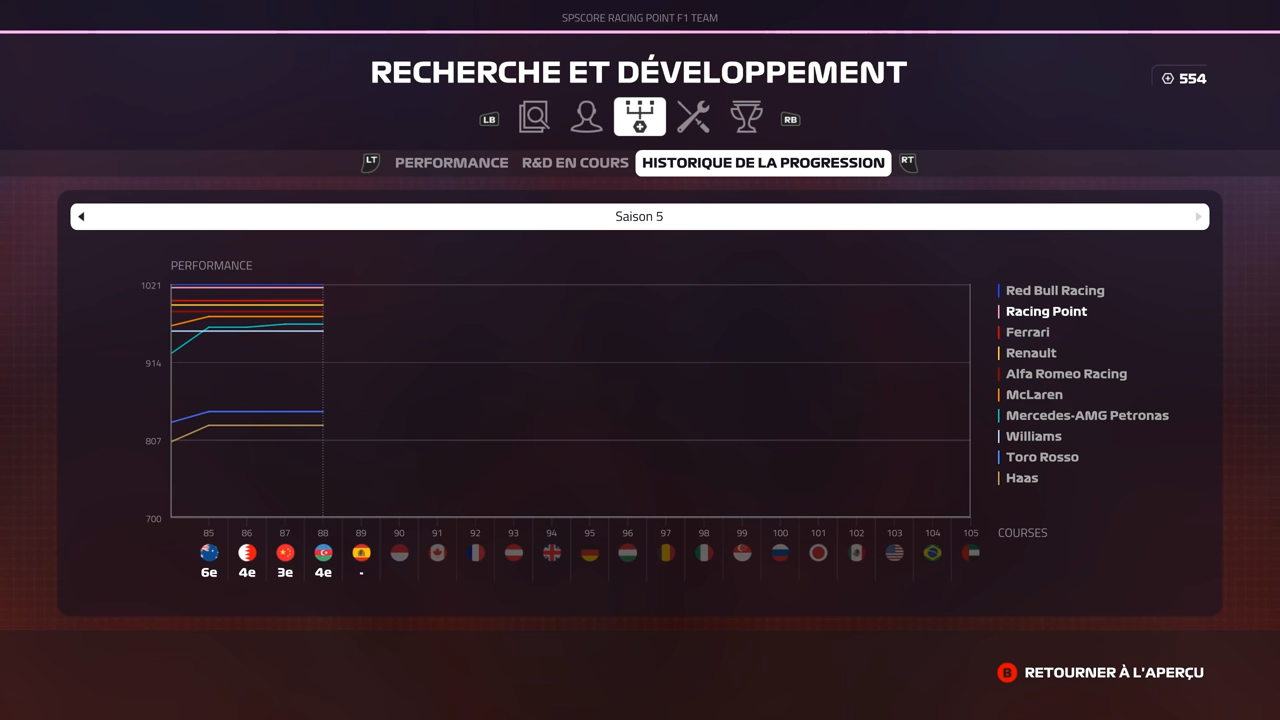 SPSCORE RACING POINT F1 TEAM
RECHERCHE ET DÉVELOPPEMENT
554
LB
RB
LT
PERFORMANCE
R&D EN COURS
HISTORIQUE DE LA PROGRESSION
RT
Saison 5
PERFORMANCE
1021
914
807
700
Red Bull Racing
Racing Point
Ferrari
Renault
Alfa Romeo Racing
McLaren
Mercedes-AMG Petronas
Williams
Toro Rosso
Haas
85 86 87 88 89 90 91 92 93 94 95 96 97 98 99 100 101 102 103 104 105
COURSES
6e 4e 3e 4e -
B RETOURNER À L'APERÇU